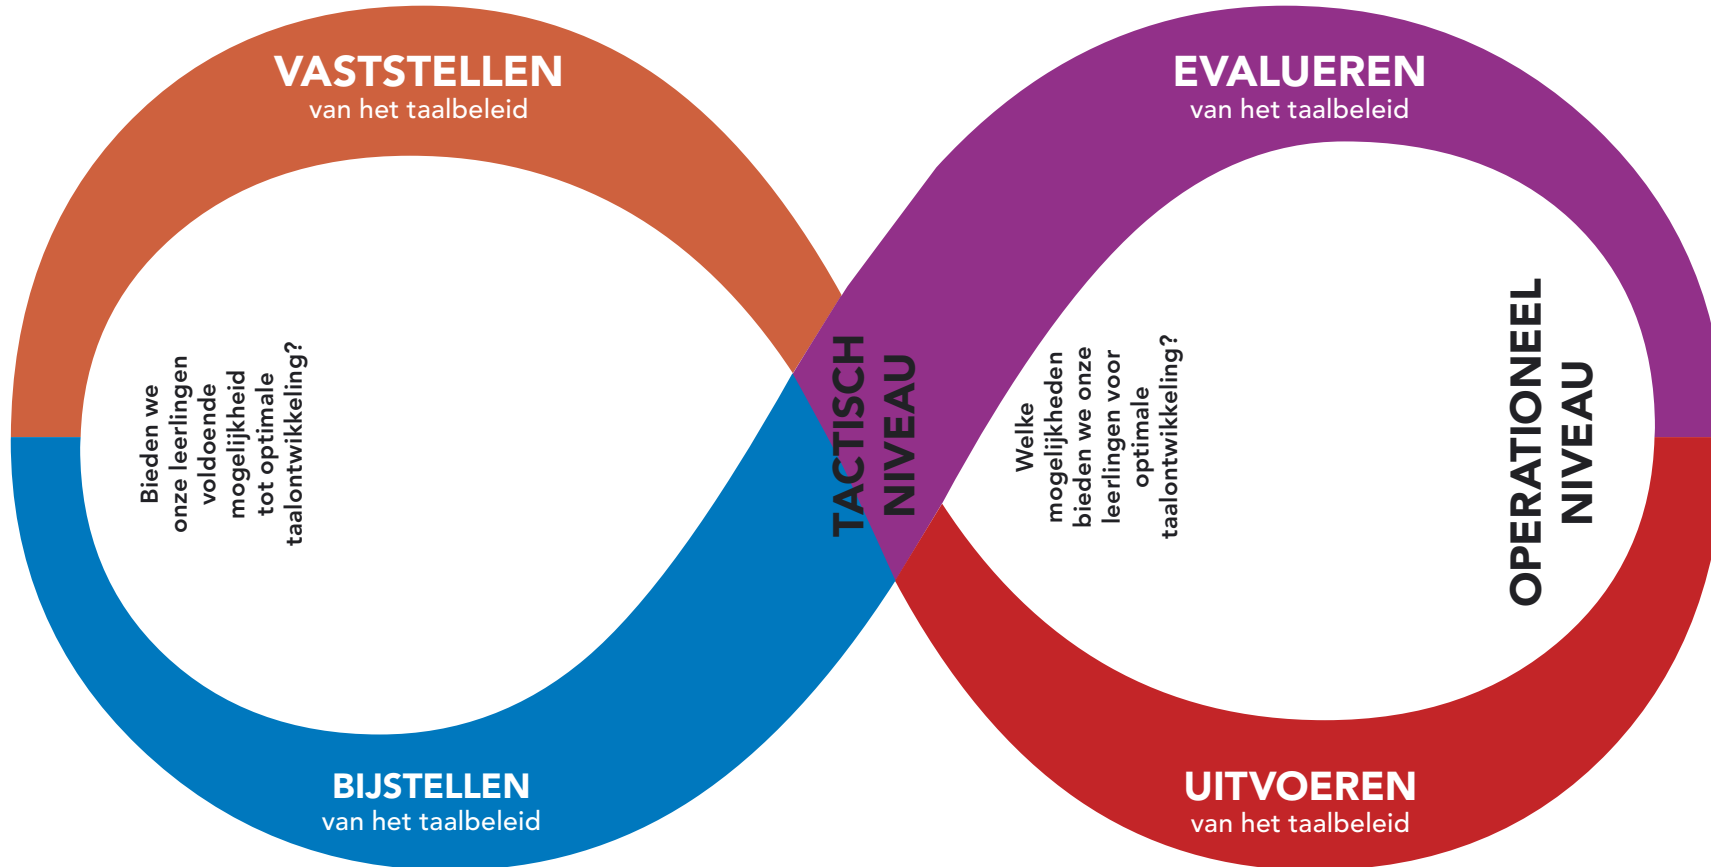 VASTSTELLEN
van het taalbeleid
EVALUEREN
van het taalbeleid
Bieden we
onze leerlingen
voldoende
mogelijkheid
tot optimale
taalontwikkeling?
TACTISCH
NIVEAU
Welke
mogelijkheden
bieden we onze
leerlingen voor
optimale
taalontwikkeling?
OPERATIONEEL
NIVEAU
BIJSTELLEN
van het taalbeleid
UITVOEREN
van het taalbeleid